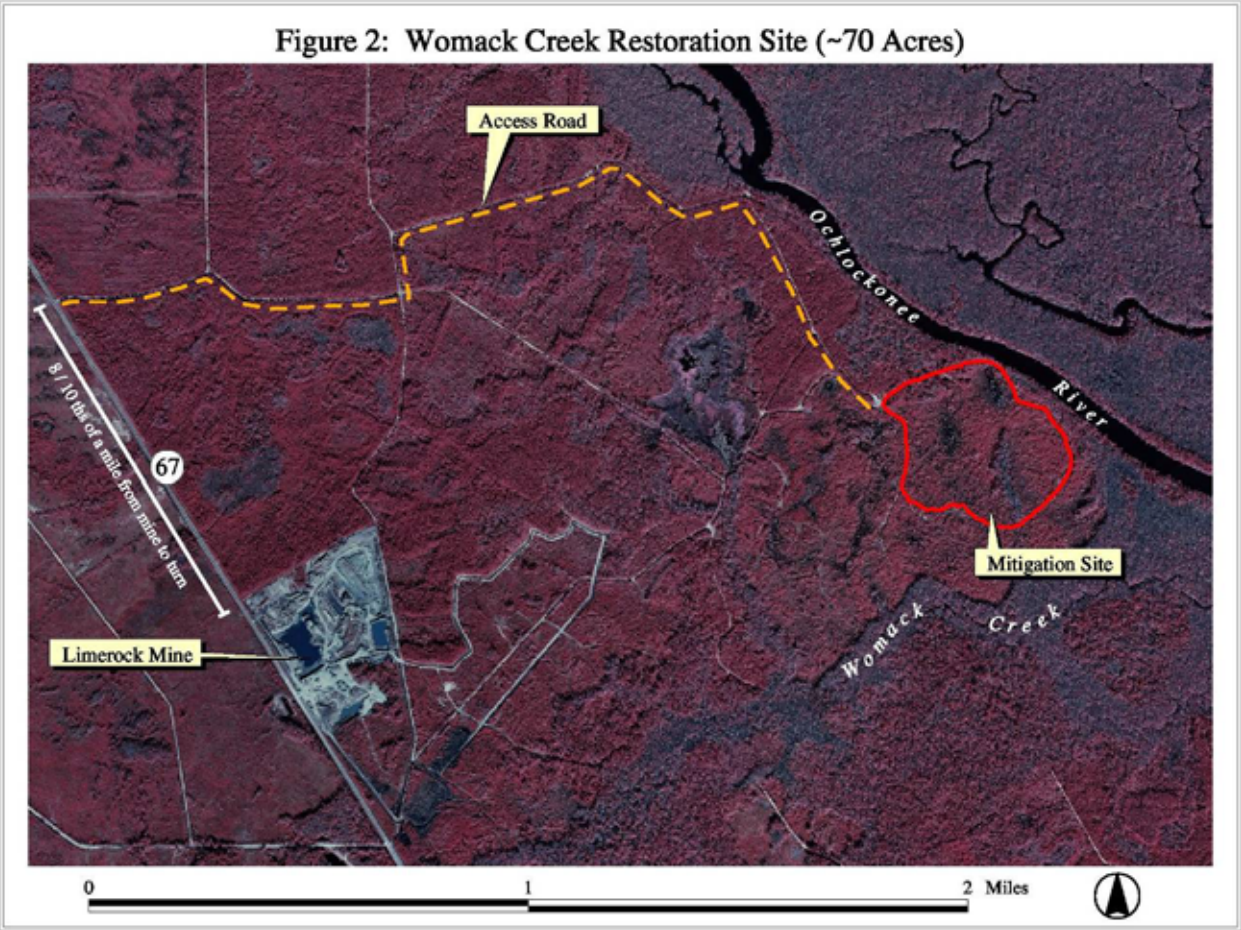 Figure 2: Womack Creek Restoration Site (~70 Acres)
Access Road
Ochlockonee River
8 / 10 ths of a mile from mine to turn
67
Mitigation Site
Womack Creek
Limerock Mine
0 1 2 Miles